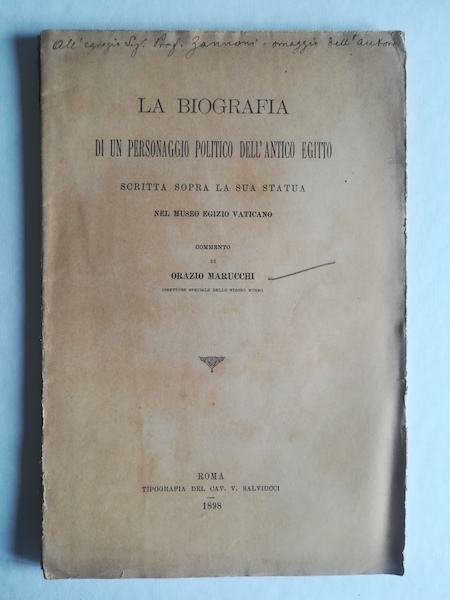 All'egregio Sig. Prof. Zannoni omaggio dell'autore
LA BIOGRAFIA
DI UN PERSONAGGIO POLITICO DELL'ANTICO EGITTO
SCRITTA SOPRA LA SUA STATUA
NEL MUSEO EGIZIO VATICANO
COMMENTO
DI
ORAZIO MARUCCHI
DIRETTORE SPECIALE DELLO STESSO MUSEO
ROMA
TIPOGRAFIA DEL CAV. V. SALVIUCCI
1898